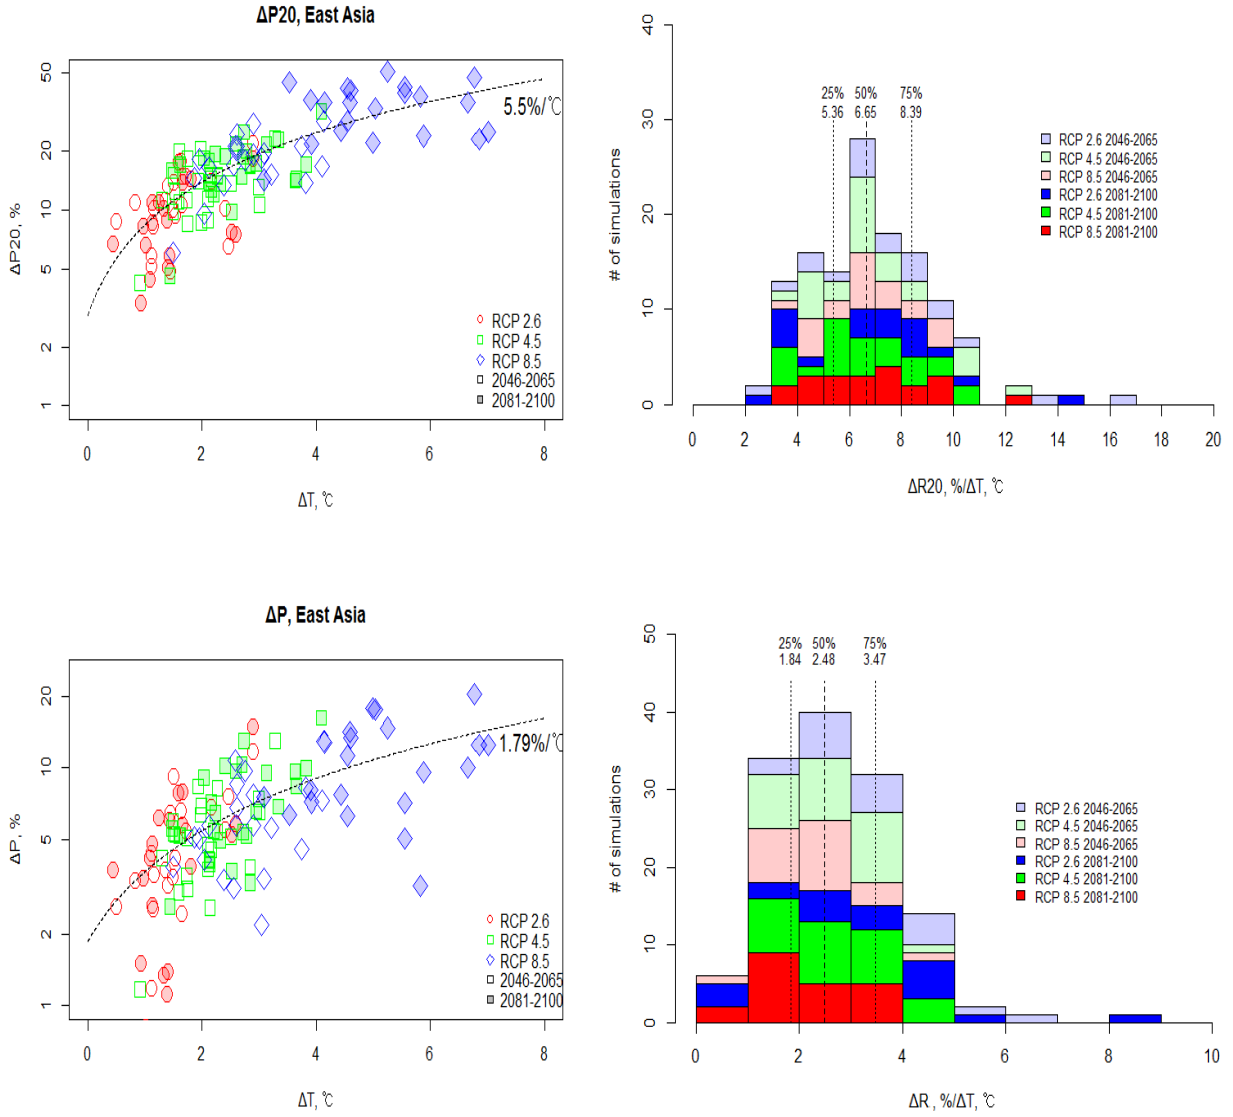 ΔP20, East Asia
ΔP20, %
50
20
10
5
2
1
5.5%/℃
RCP 2.6
RCP 4.5
RCP 8.5
2046-2065
2081-2100
0 2 4 6 8
ΔT, ℃
# of simulations
40
30
20
10
0
25% 50% 75%
5.36 6.65 8.39
RCP 2.6 2046-2065
RCP 4.5 2046-2065
RCP 8.5 2046-2065
RCP 2.6 2081-2100
RCP 4.5 2081-2100
RCP 8.5 2081-2100
0 2 4 6 8 10 12 14 16 18 20
ΔR20, %/ΔT, ℃
ΔP, East Asia
ΔP, %
20
10
5
2
1
1.79%/℃
RCP 2.6
RCP 4.5
RCP 8.5
2046-2065
2081-2100
0 2 4 6 8
ΔT, ℃
# of simulations
50
40
30
20
10
0
25% 50% 75%
1.84 2.48 3.47
RCP 2.6 2046-2065
RCP 4.5 2046-2065
RCP 8.5 2046-2065
RCP 2.6 2081-2100
RCP 4.5 2081-2100
RCP 8.5 2081-2100
0 2 4 6 8 10
ΔR , %/ΔT, ℃